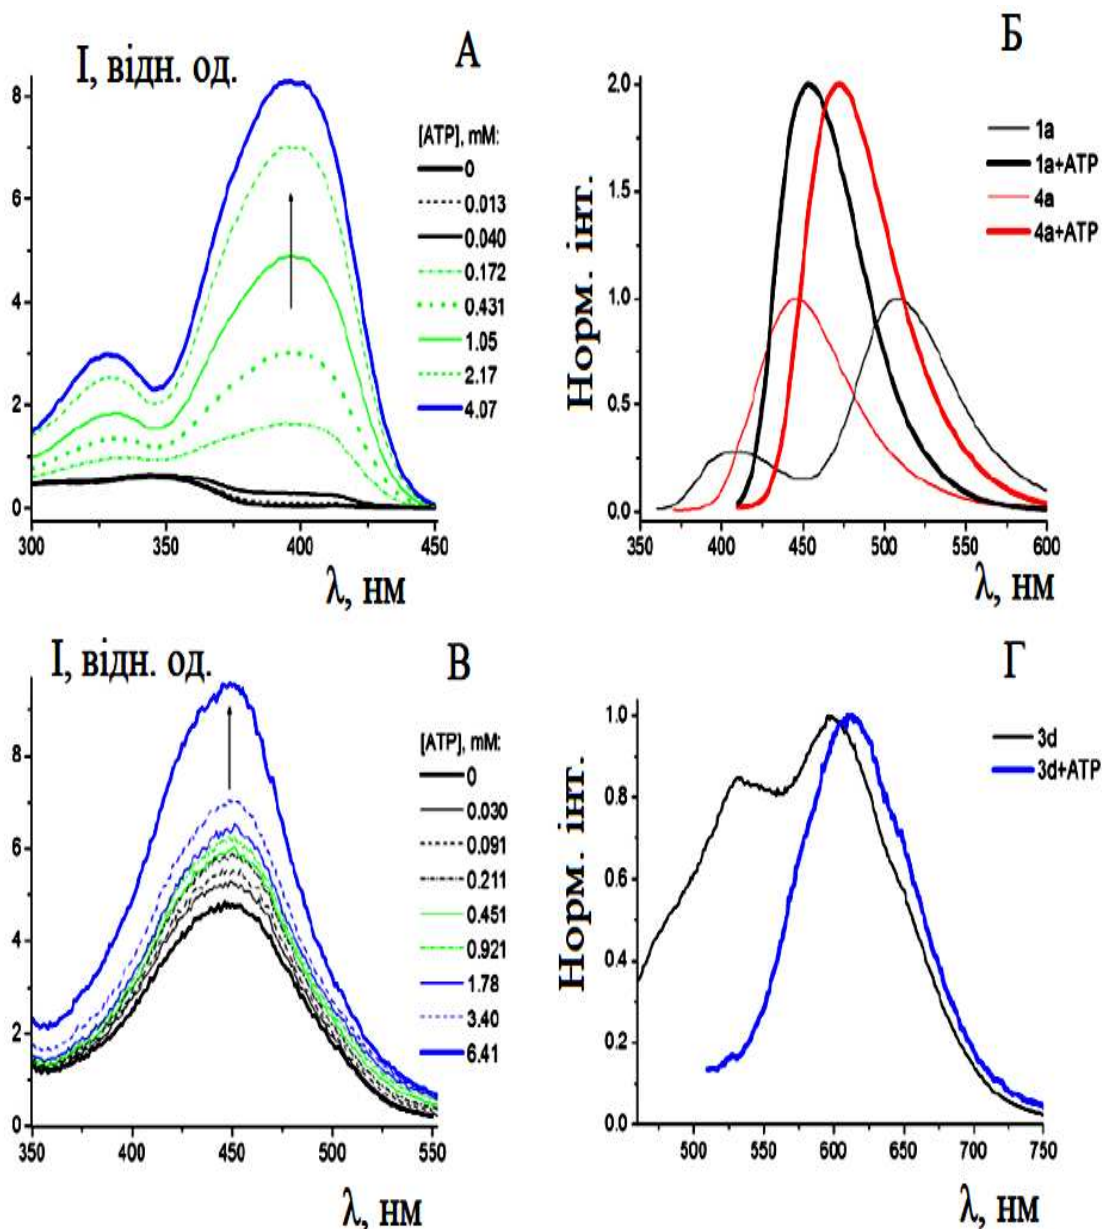 I, відн. од.
А
[ATP], mM:
0
0.013
0.040
0.172
0.431
1.05
2.17
4.07
8
6
4
2
0
300
350
400
450
λ, нм
Б
Норм. інт.
1a
1a+ATP
4a
4a+ATP
2.0
1.5
1.0
0.5
0.0
350
400
450
500
550
600
λ, нм
I, відн. од.
В
[ATP], mM:
0
0.030
0.091
0.211
0.451
0.921
1.78
3.40
6.41
8
6
4
2
0
350
400
450
500
550
λ, нм
Г
Норм. інт.
3d
3d+ATP
1.0
0.8
0.6
0.4
0.2
0.0
500
550
600
650
700
750
λ, нм